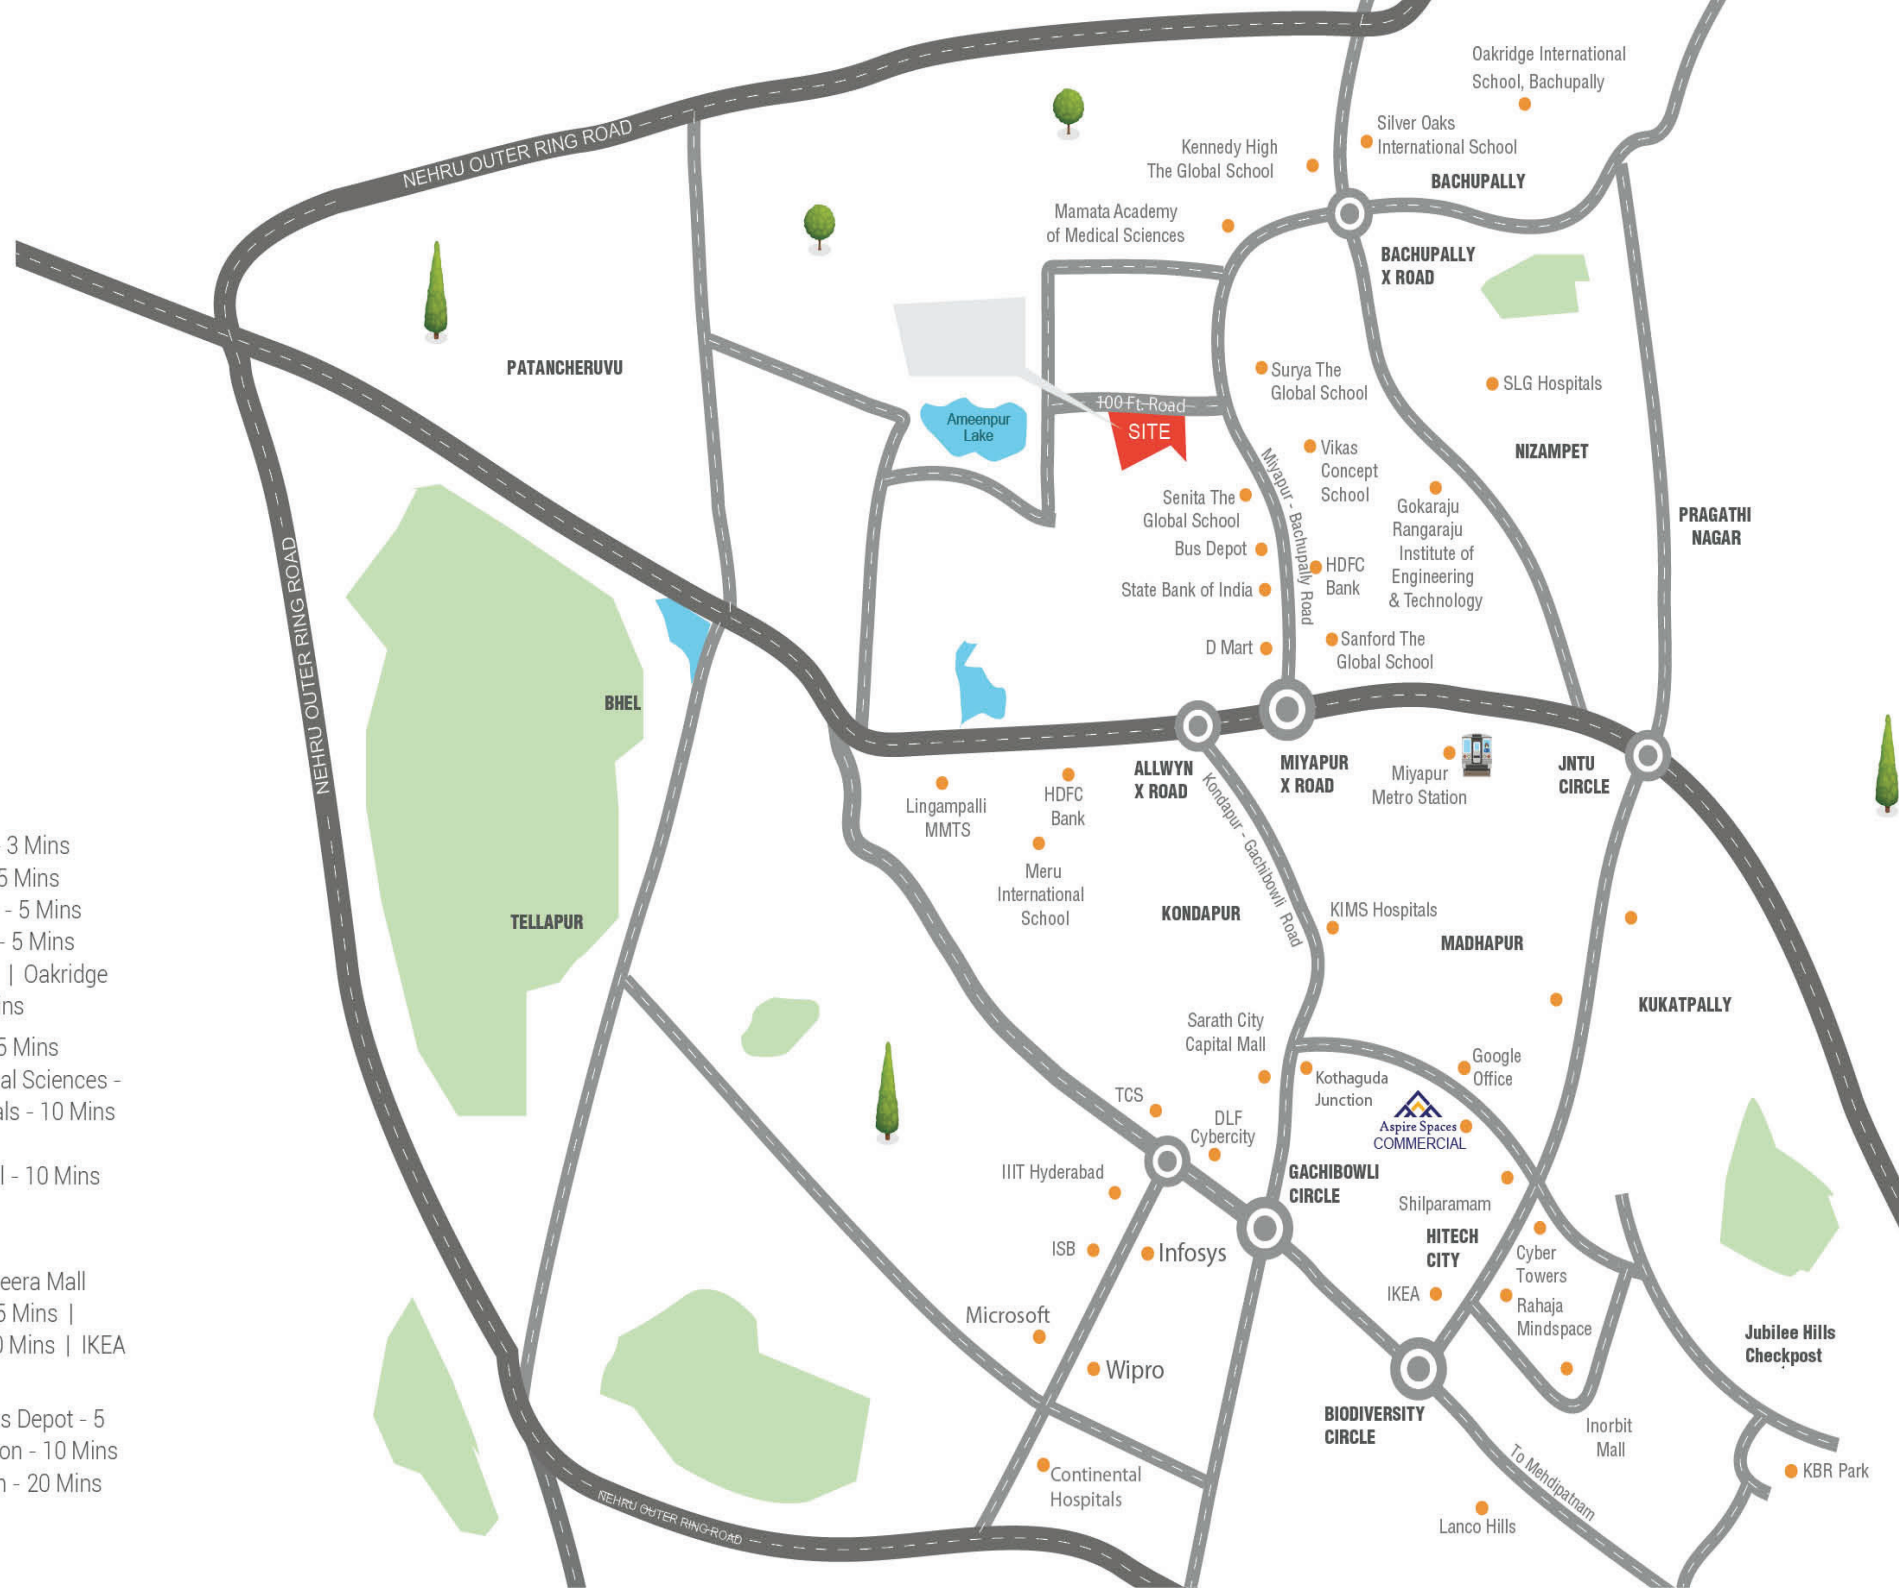 Oakridge International
School, Bachupally
Silver Oaks
International School
Kennedy High
The Global School
BACHUPALLY
Mamata Academy
of Medical Sciences
BACHUPALLY
X ROAD
NEHRU OUTER RING ROAD
PATANCHERUVU
Surya The
Global School
SLG Hospitals
100 Ft. Road
SITE
Ameenpur
Lake
Vikas
Concept
School
NIZAMPET
Miyapur - Bachupally Road
Senita The
Global School
Gokaraju
Rangaraju
Institute of
Engineering
& Technology
PRAGATHI
NAGAR
Bus Depot
HDFC
Bank
State Bank of India
D Mart
Sanford The
Global School
NEHRU OUTER RING ROAD
BHEL
ALLWYN
X ROAD
MIYAPUR
X ROAD
Miyapur
Metro Station
JNTU
CIRCLE
Lingampalli
MMTS
HDFC
Bank
Meru
International
School
Kondapur - Gachibowli Road
KONDAPUR
KIMS Hospitals
MADHAPUR
TELLAPUR
KUKATPALLY
- 3 Mins
5 Mins
- 5 Mins
- 5 Mins
| Oakridge
ins
5 Mins
al Sciences -
als - 10 Mins
l - 10 Mins
eera Mall
5 Mins |
0 Mins | IKEA
s Depot - 5
on - 10 Mins
n - 20 Mins
Sarath City
Capital Mall
Kothaguda
Junction
Google
Office
Aspire Spaces
COMMERCIAL
TCS
DLF
Cybercity
IIIT Hyderabad
GACHIBOWLI
CIRCLE
Shilparamam
HITECH
CITY
ISB
Infosys
Cyber
Towers
IKEA
Rahaja
Mindspace
Microsoft
Wipro
Jubilee Hills
Checkpost
BIODIVERSITY
CIRCLE
Inorbit
Mall
To Mehdipatnam
KBR Park
Continental
Hospitals
Lanco Hills
NEHRU OUTER RING ROAD